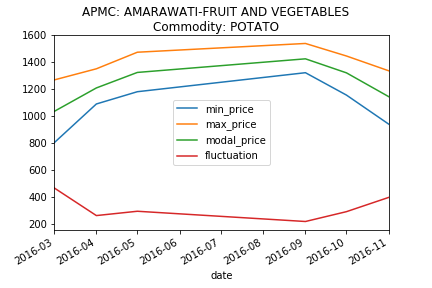 APMC: AMARAWATI-FRUIT AND VEGETABLES
Commodity: POTATO
1600
1400
1200
1000
800
600
400
200
min_price
max_price
modal_price
fluctuation
2016-03
2016-04
2016-05
2016-06
2016-07
2016-08
2016-09
2016-10
2016-11
date